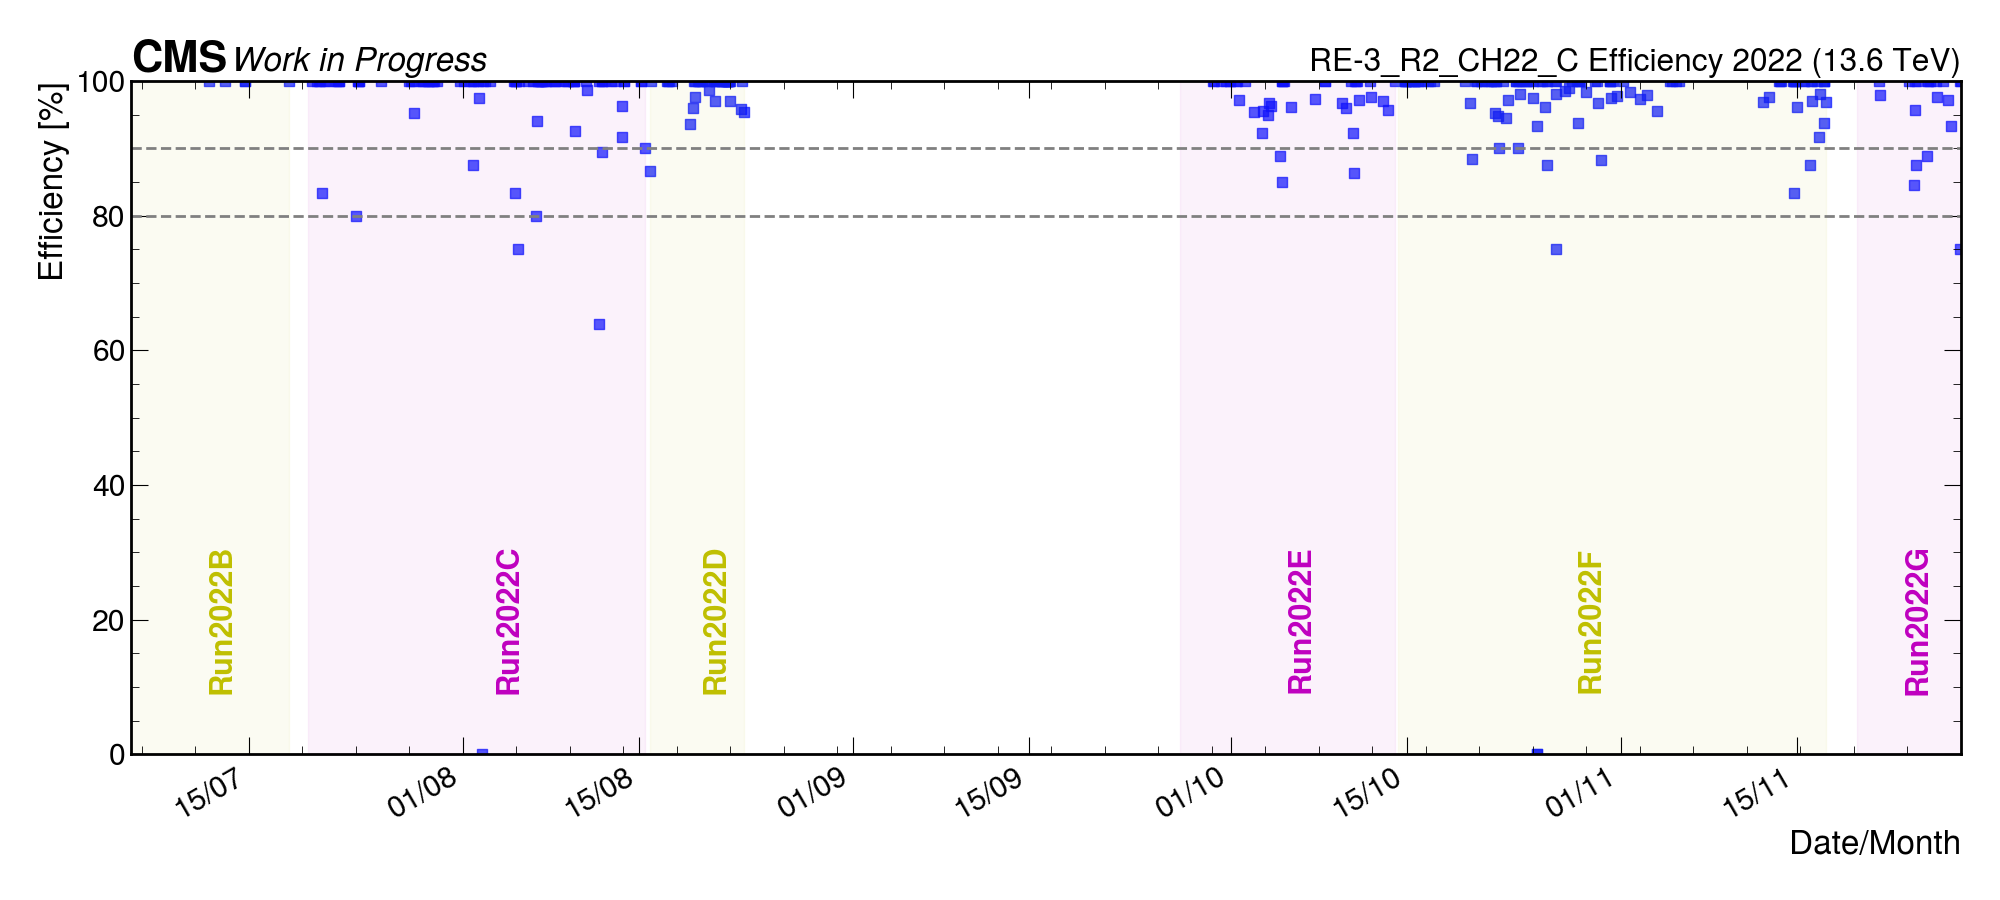 CMS Work in Progress
RE-3_R2_CH22_C Efficiency 2022 (13.6 TeV)
Efficiency [%]
100
80
60
40
20
0
Run2022B
Run2022C
Run2022D
Run2022E
Run2022F
Run2022G
15/07
01/08
15/08
01/09
15/09
01/10
15/10
01/11
15/11
Date/Month